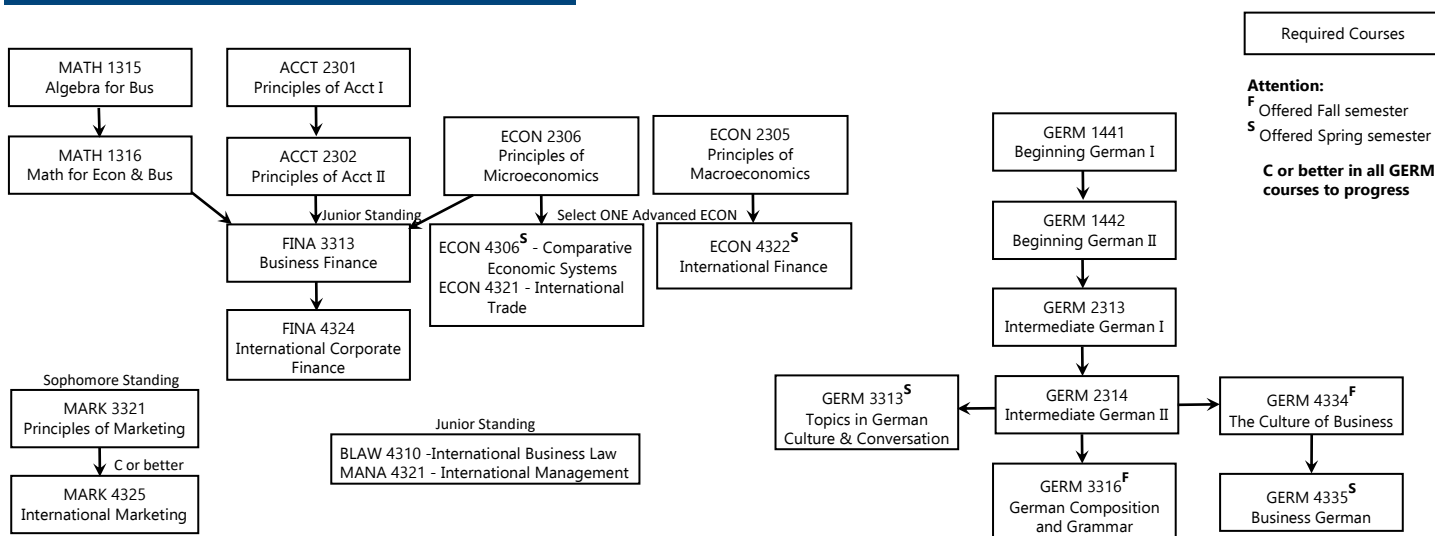 Required Courses
Attention:
F Offered Fall semester
S Offered Spring semester
C or better in all GERM
courses to progress
MATH 1315
Algebra for Bus
MATH 1316
Math for Econ & Bus
ACCT 2301
Principles of Acct I
ACCT 2302
Principles of Acct II
Junior Standing
FINA 3313
Business Finance
FINA 4324
International Corporate
Finance
ECON 2306
Principles of
Microeconomics
ECON 2305
Principles of
Macroeconomics
Select ONE Advanced ECON
ECON 4306S - Comparative
Economic Systems
ECON 4321 - International
Trade
ECON 4322S
International Finance
Sophomore Standing
MARK 3321
Principles of Marketing
C or better
MARK 4325
International Marketing
Junior Standing
BLAW 4310 -International Business Law
MANA 4321 - International Management
GERM 1441
Beginning German I
GERM 1442
Beginning German II
GERM 2313
Intermediate German I
GERM 2314
Intermediate German II
GERM 3313S
Topics in German
Culture & Conversation
GERM 3316F
German Composition
and Grammar
GERM 4334F
The Culture of Business
GERM 4335S
Business German